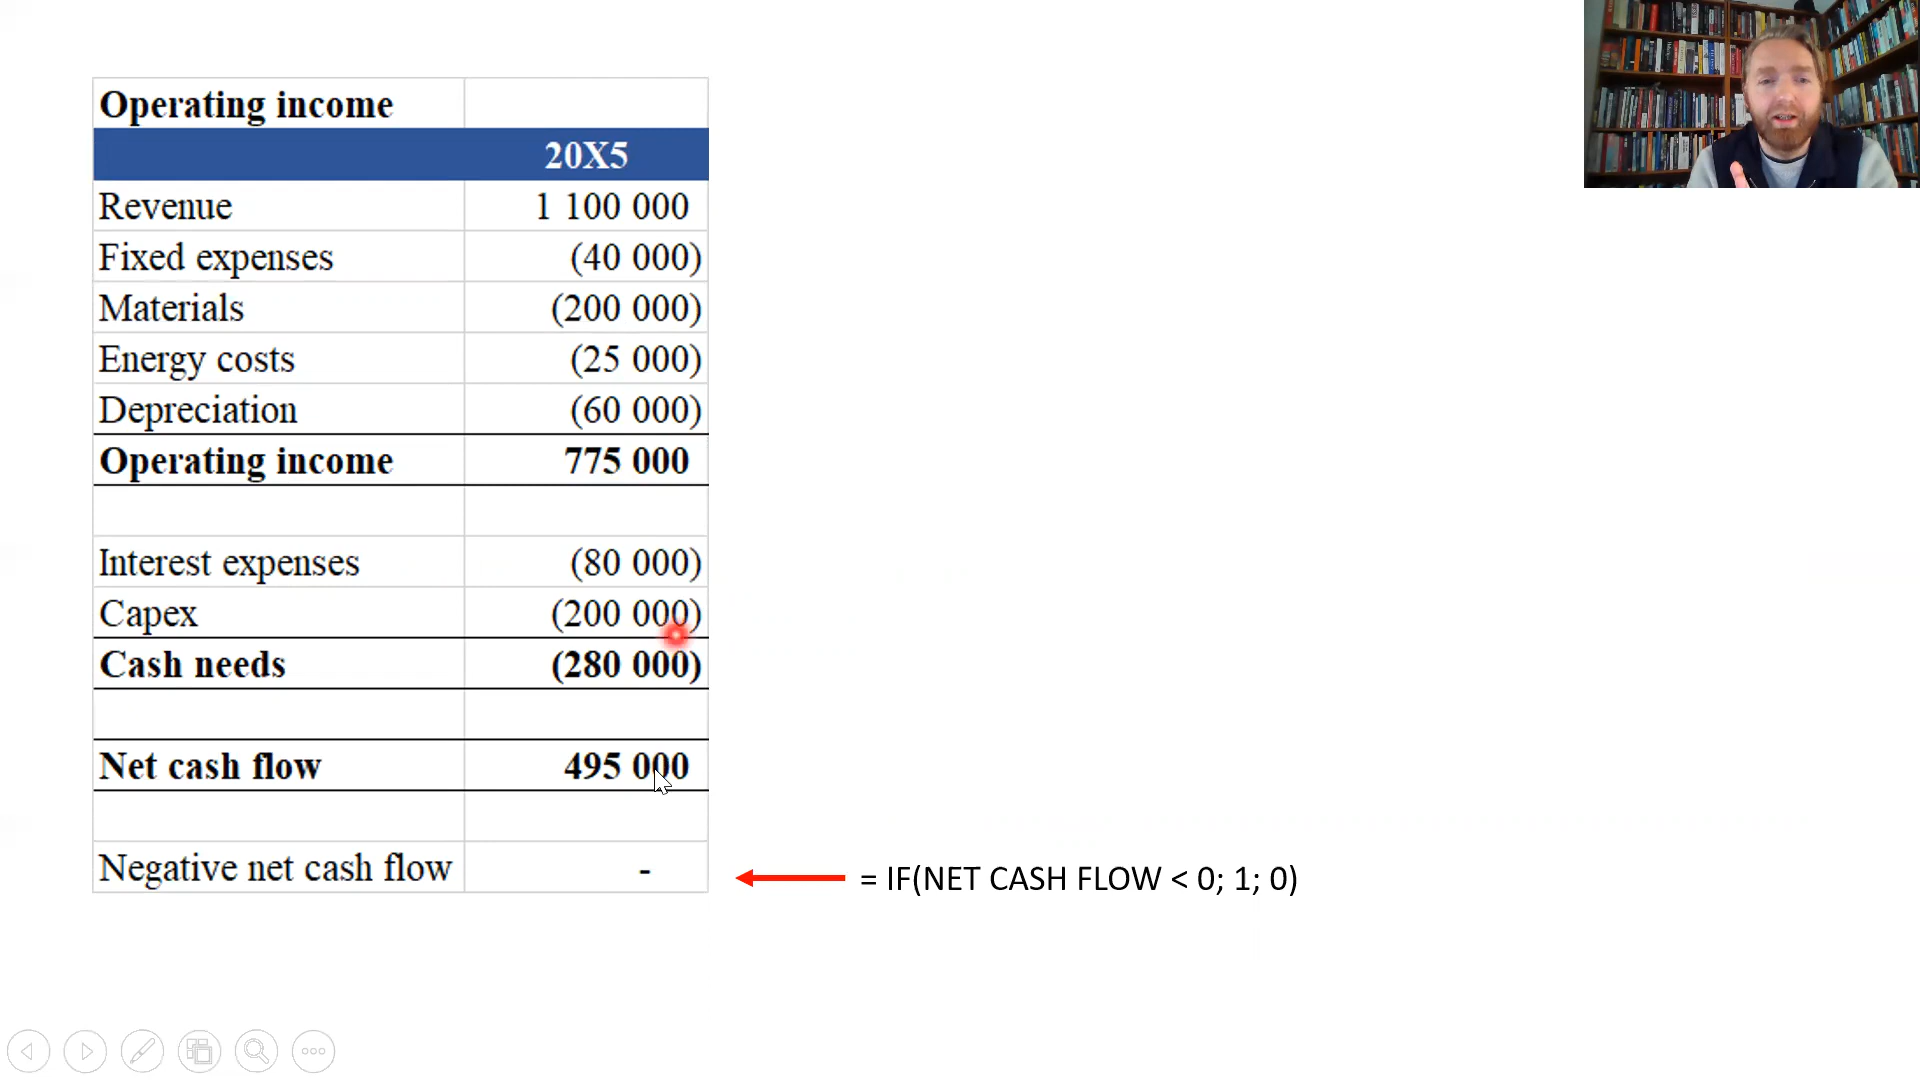 Operating income
20X5
Revenue 1 100 000
Fixed expenses (40 000)
Materials (200 000)
Energy costs (25 000)
Depreciation (60 000)
Operating income 775 000
Interest expenses (80 000)
Capex (200 000)
Cash needs (280 000)
Net cash flow 495 000
Negative net cash flow - = IF(NET CASH FLOW < 0; 1; 0)